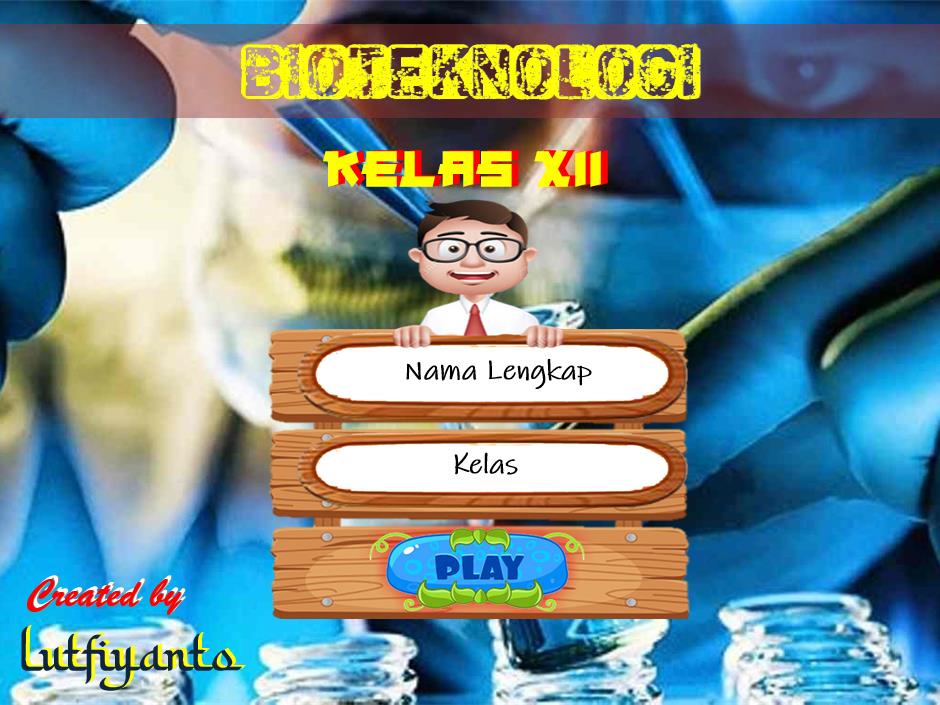 BIOTEKNOLOGI
KELAS XII
Nama Lengkap
Kelas
PLAY
Created by
Lutfiyanto